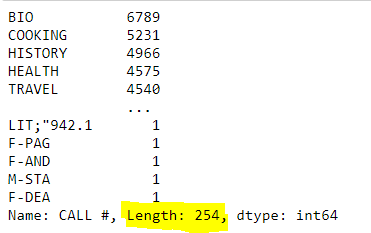 BIO 6789
COOKING 5231
HISTORY 4966
HEALTH 4575
TRAVEL 4540
...
LIT;"942.1 1
F-PAG 1
F-AND 1
M-STA 1
F-DEA 1
Name: CALL #, Length: 254, dtype: int64